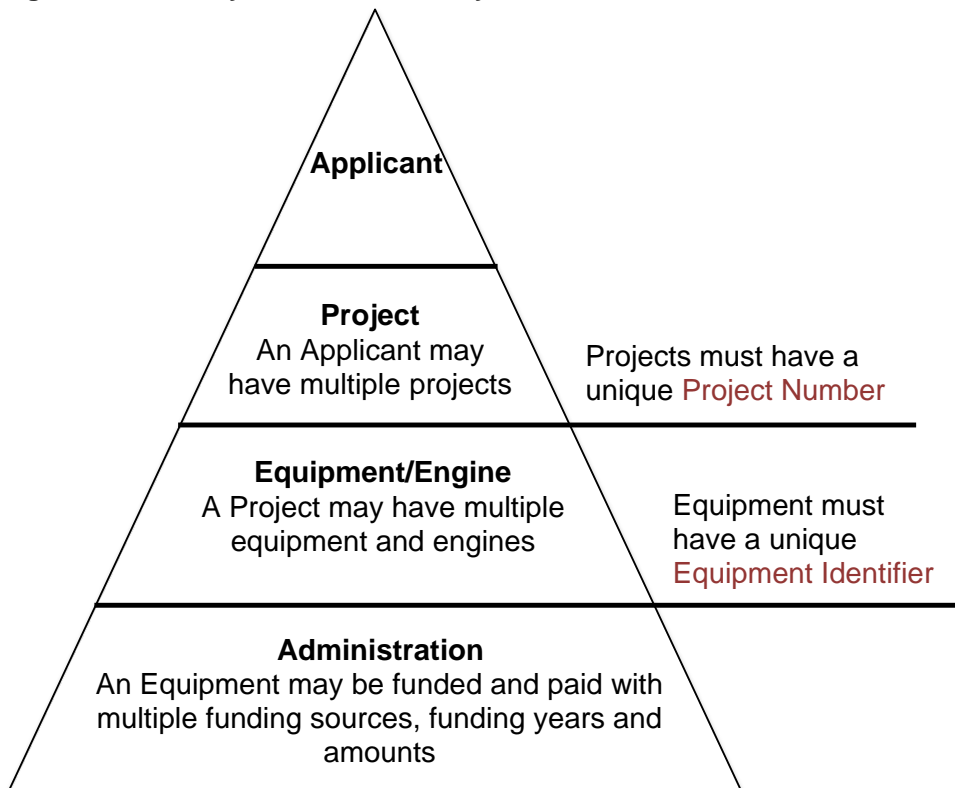 Applicant
Project
An Applicant may
have multiple projects
Projects must have a
unique Project Number
Equipment/Engine
A Project may have multiple
equipment and engines
Equipment must
have a unique
Equipment Identifier
Administration
An Equipment may be funded and paid with
multiple funding sources, funding years and
amounts